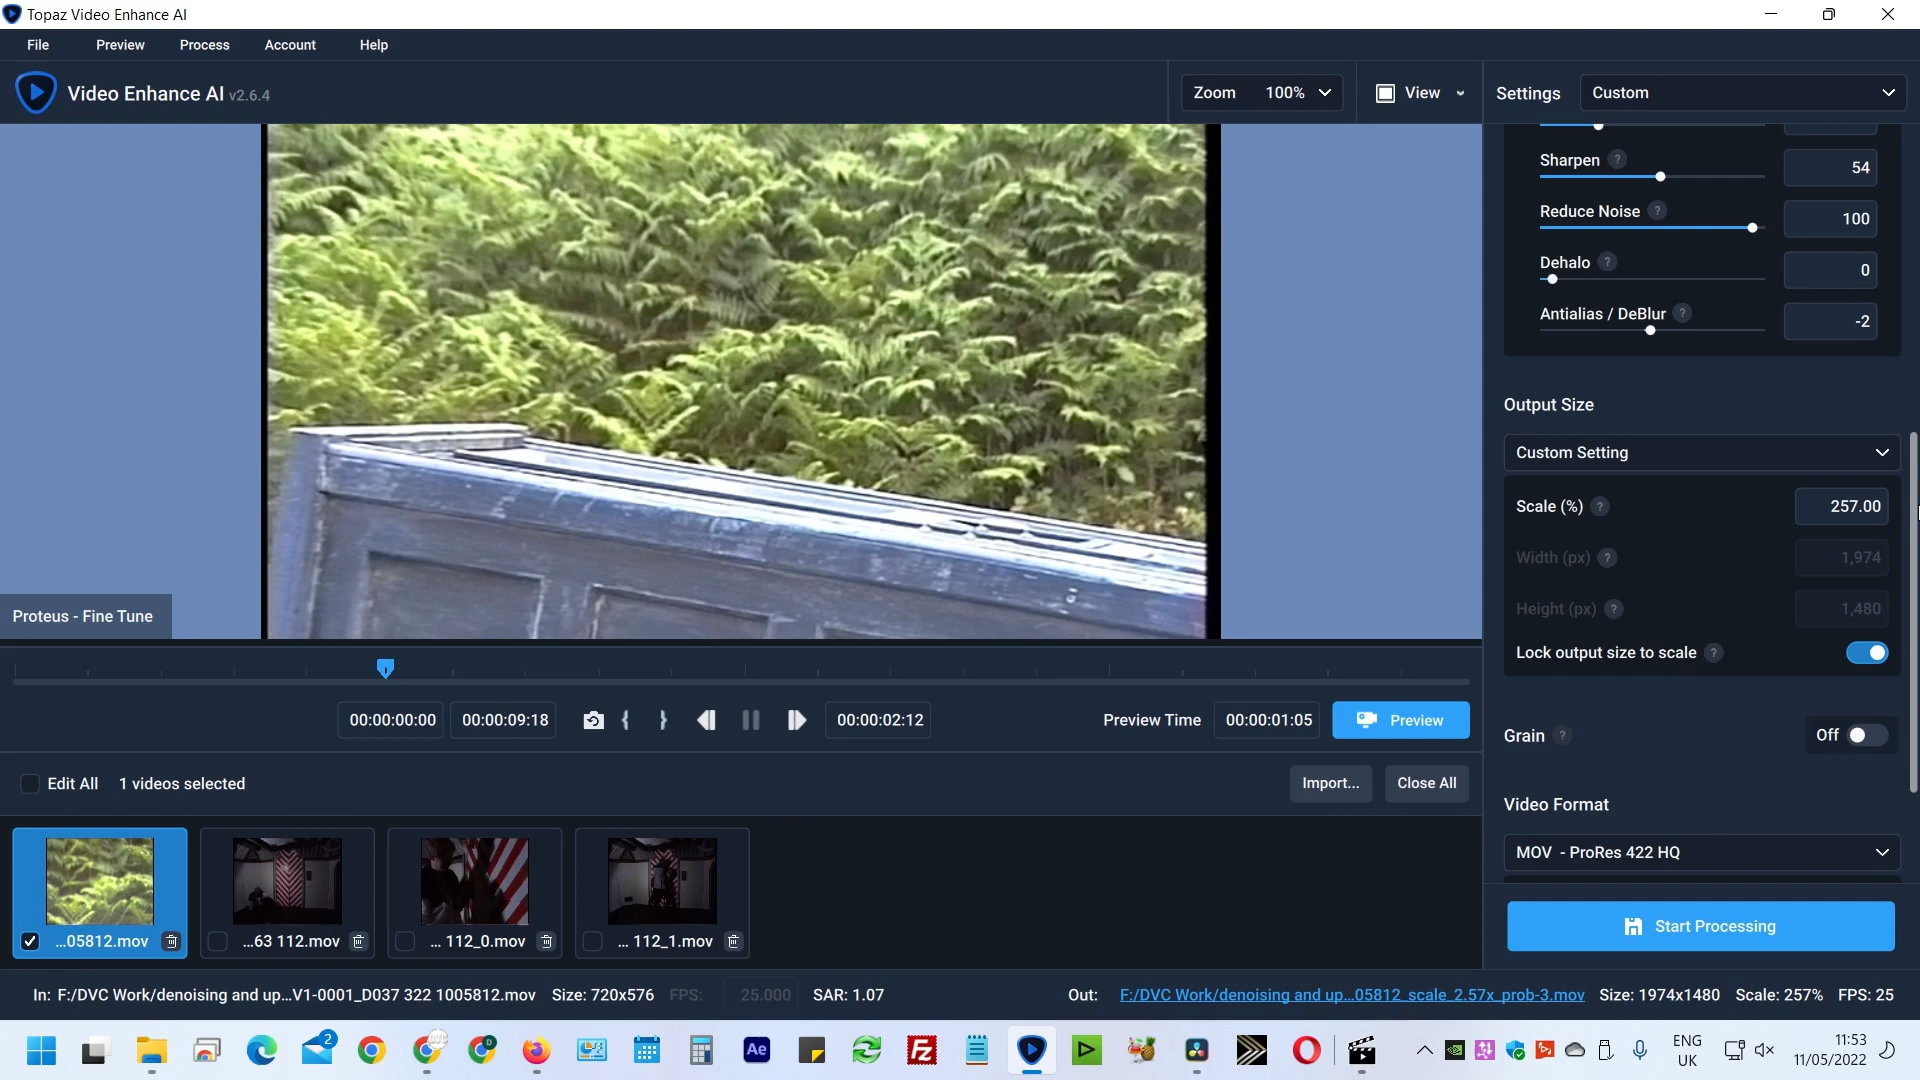 Topaz Video Enhance AI
File Preview Process Account Help
Video Enhance AI v2.6.4
Zoom 100% View
Settings Custom
Sharpen ? 54
Reduce Noise ? 100
Dehalo ? 0
Antialias / DeBlur ? -2
Output Size
Custom Setting
Scale (%) ? 257.00
Width (px) ? 1,974
Height (px) ? 1,480
Lock output size to scale ?
Grain ? Off
Video Format
MOV - ProRes 422 HQ
Start Processing
Proteus - Fine Tune
00:00:00:00 00:00:09:18 { } 00:00:02:12 Preview Time 00:00:01:05 Preview
Edit All 1 videos selected Import... Close All
...05812.mov ...63 112.mov ... 112_0.mov ... 112_1.mov
In: F:/DVC Work/denoising and up...V1-0001_D037 322 1005812.mov Size: 720x576 FPS: 25.000 SAR: 1.07 Out: F:/DVC Work/denoising and up...05812_scale_2.57x_prob-3.mov Size: 1974x1480 Scale: 257% FPS: 25
2 D Ae Fz
ENG
UK
11:53
11/05/2022